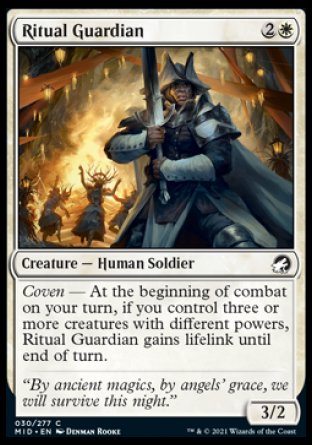 Ritual Guardian 2
Creature — Human Soldier
Coven — At the beginning of combat
on your turn, if you control three or
more creatures with different powers,
Ritual Guardian gains lifelink until
end of turn.
"By ancient magics, by angels' grace, we
will survive this night."
3/2
030/277 C
MID • EN DENMAN ROOKE
™ & © 2021 Wizards of the Coast